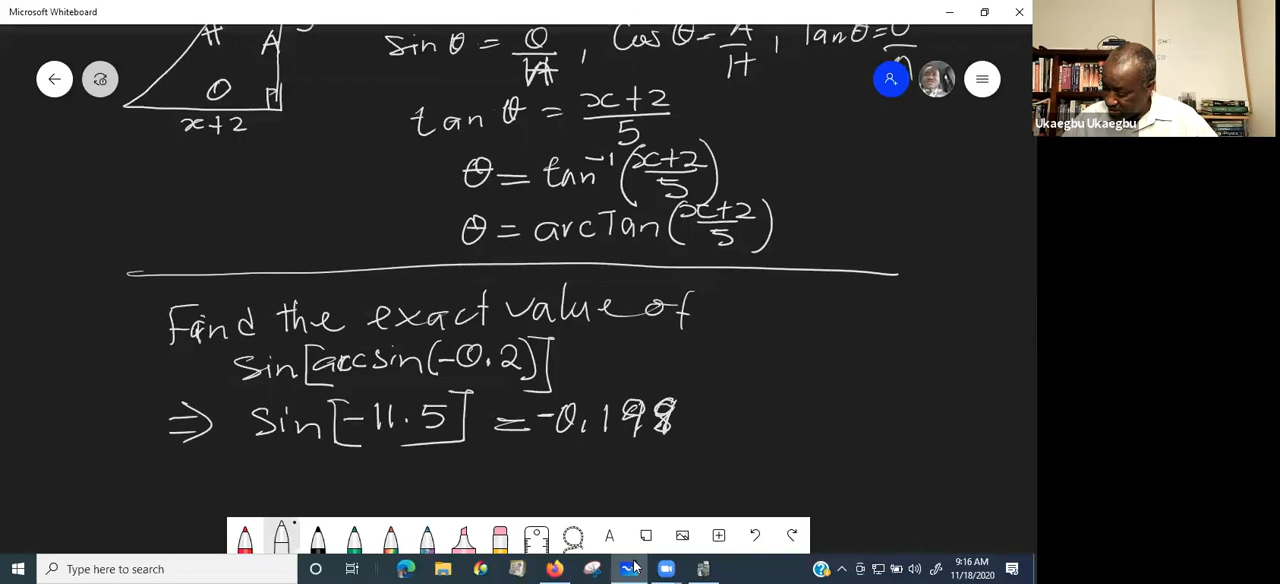 Microsoft Whiteboard
H A
sin θ = O/H, Cos θ = A/H, Tan θ = O/A
O
x+2
tan θ = x+2/5
Ukaegbu Ukaegbu
θ = tan⁻¹(x+2/5)
θ = arcTan(x+2/5)
Find the exact value of
sin[arcsin(-0.2)]
⇒ sin[-11.5] = -0.198
A
Type here to search
9:16 AM
11/18/2020